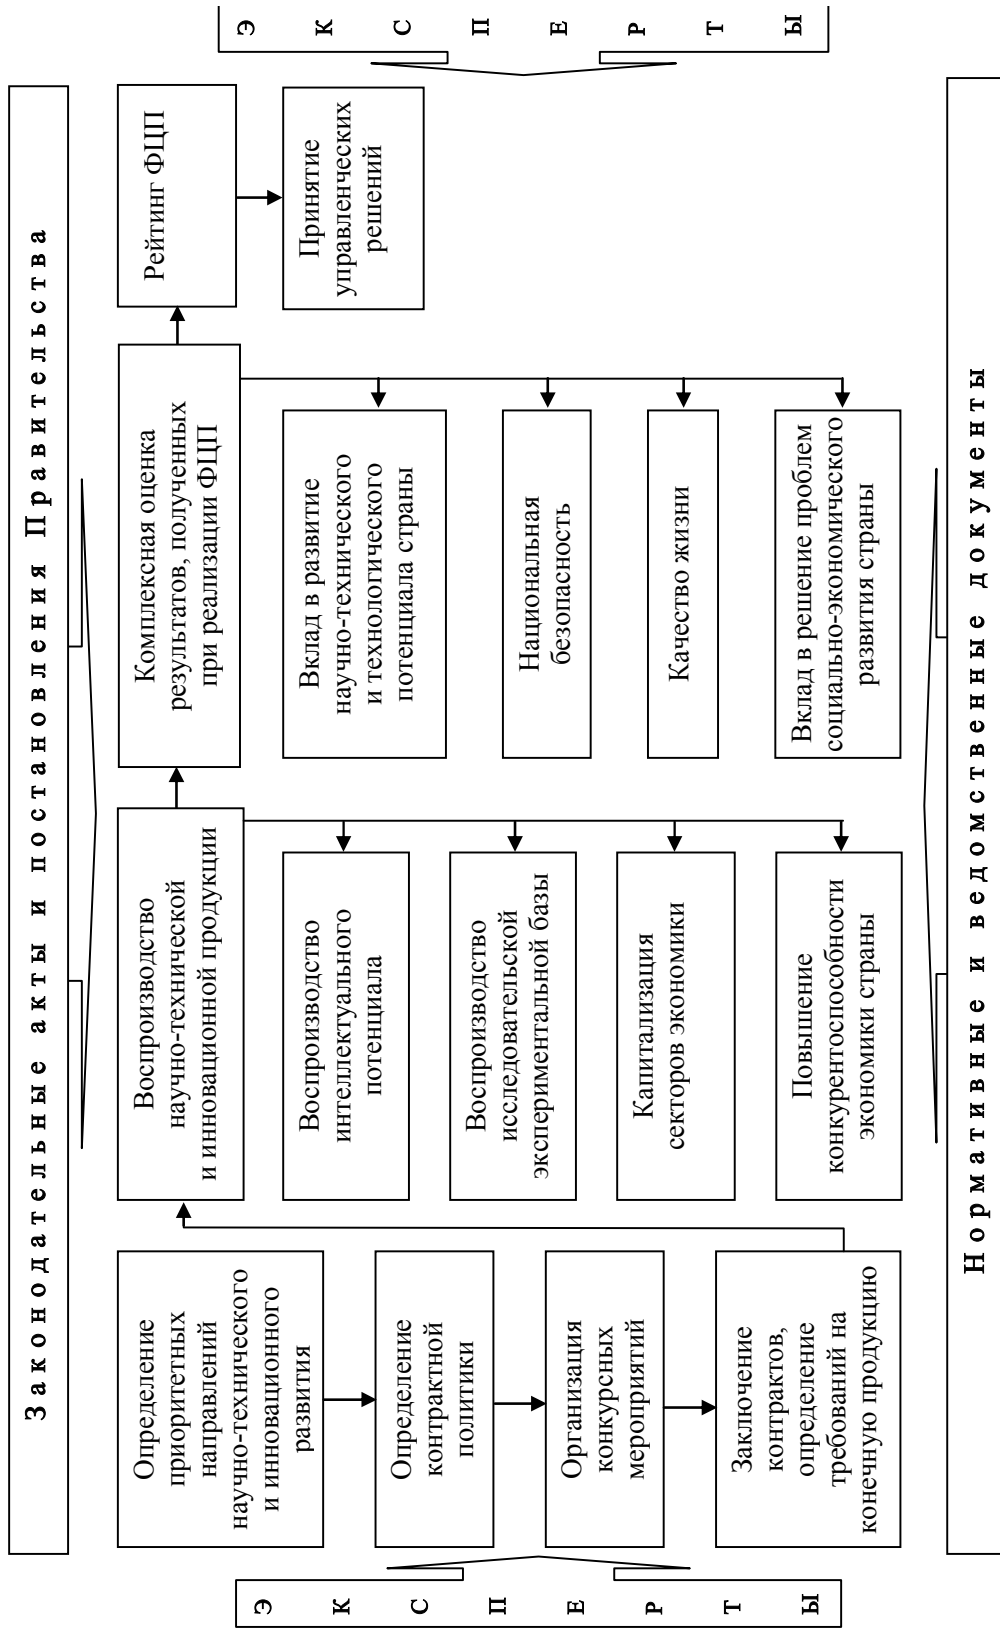 Законодательные акты и постановления Правительства
ЭКСПЕРТЫ
Определение
приоритетных
направлений
научно-технического
и инновационного
развития
Определение
контрактной
политики
Организация
конкурсных
мероприятий
Заключение
контрактов,
определение
требований на
конечную продукцию
Воспроизводство
научно-технической
и инновационной продукции
Воспроизводство
интеллектуального
потенциала
Воспроизводство
исследовательской
экспериментальной базы
Капитализация
секторов экономики
Повышение
конкурентоспособности
экономики страны
Комплексная оценка
результатов, полученных
при реализации ФЦП
Вклад в развитие
научно-технического
и технологического
потенциала страны
Национальная
безопасность
Качество жизни
Вклад в решение проблем
социально-экономического
развития страны
Рейтинг ФЦП
Принятие
управленческих
решений
ЭКСПЕРТЫ
Нормативные и ведомственные документы